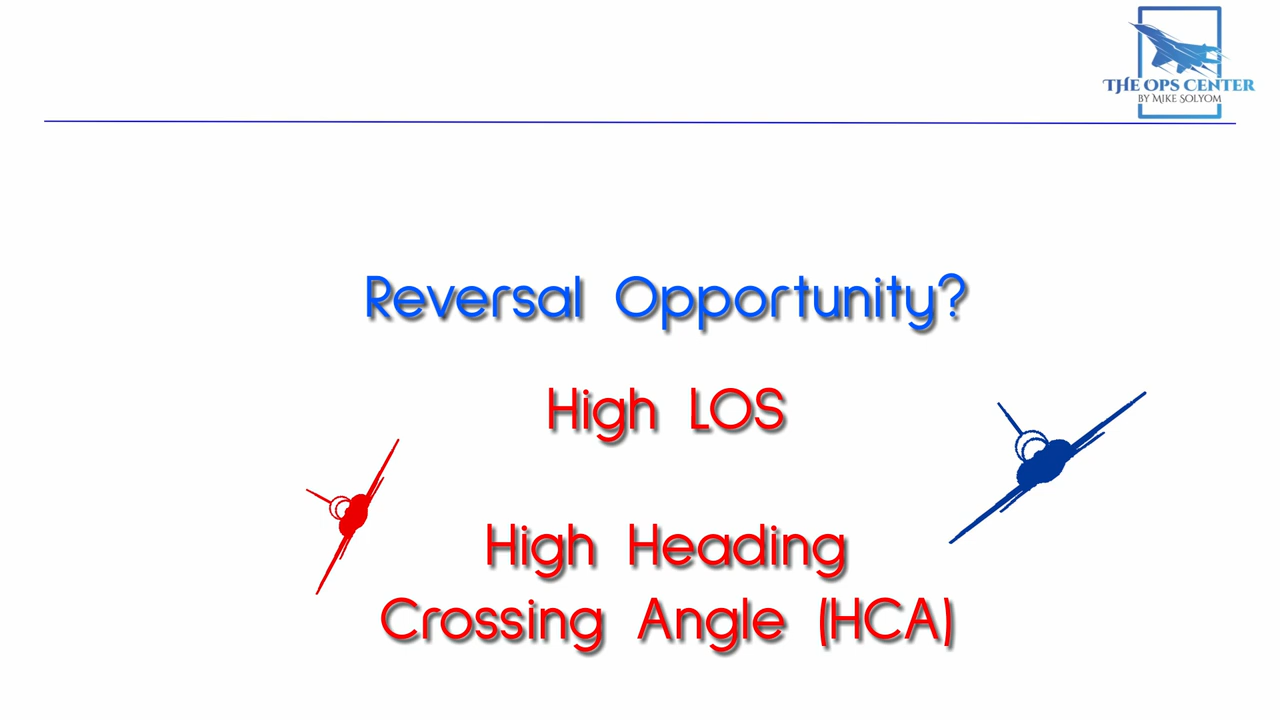 THE OPS CENTER
BY MIKE SOLYOM
Reversal Opportunity?
High LOS
High Heading
Crossing Angle (HCA)